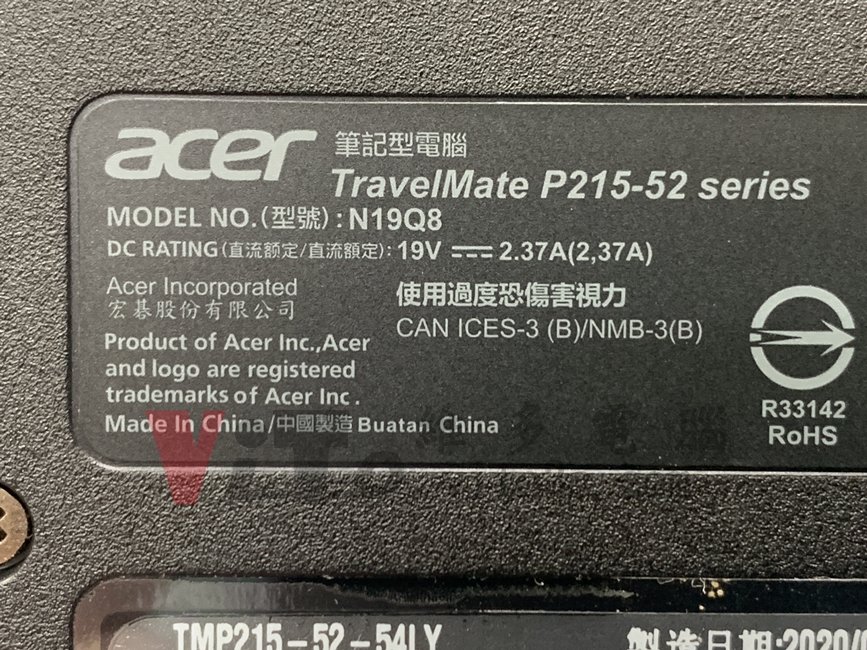 acer 筆記型電腦
TravelMate P215-52 series
MODEL NO.(型號) : N19Q8
DC RATING (直流额定/直流額定): 19V ⎓ 2.37A(2,37A)
Acer Incorporated
宏碁股份有限公司
使用過度恐傷害視力
CAN ICES-3 (B)/NMB-3(B)
Product of Acer Inc.,Acer
and logo are registered
trademarks of Acer Inc .
Made In China/中國製造 Buatan China
R33142
RoHS
TMP215-52-54LY
製造日期:2020/